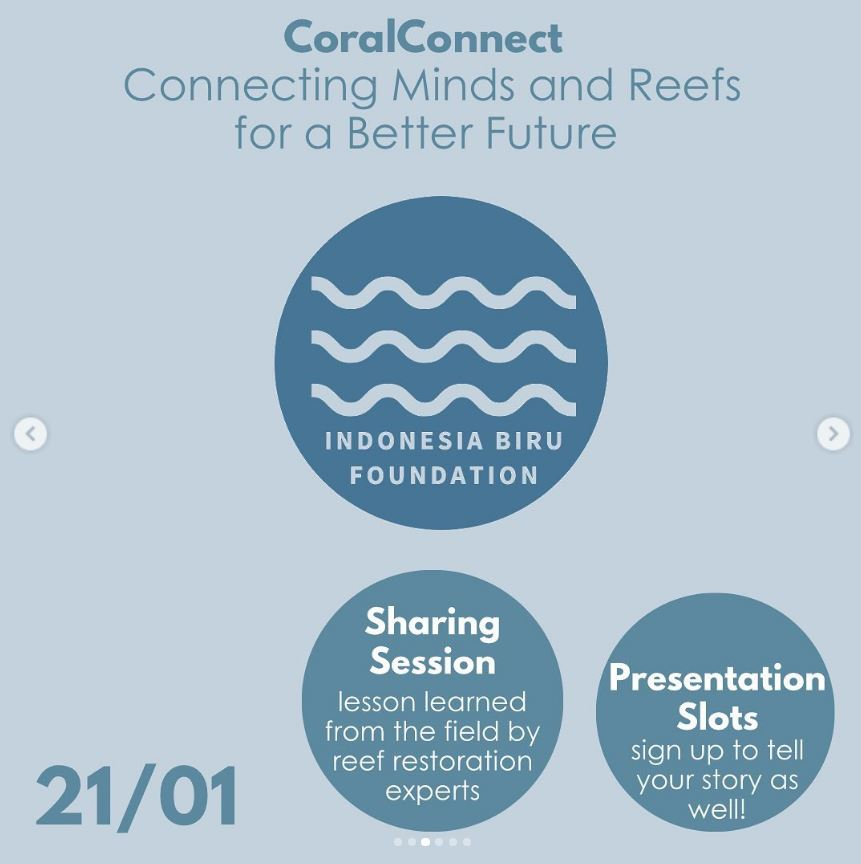 CoralConnect
Connecting Minds and Reefs
for a Better Future
INDONESIA BIRU
FOUNDATION
Sharing
Session
lesson learned
from the field by
reef restoration
experts
Presentation
Slots
sign up to tell
your story as
well!
21/01